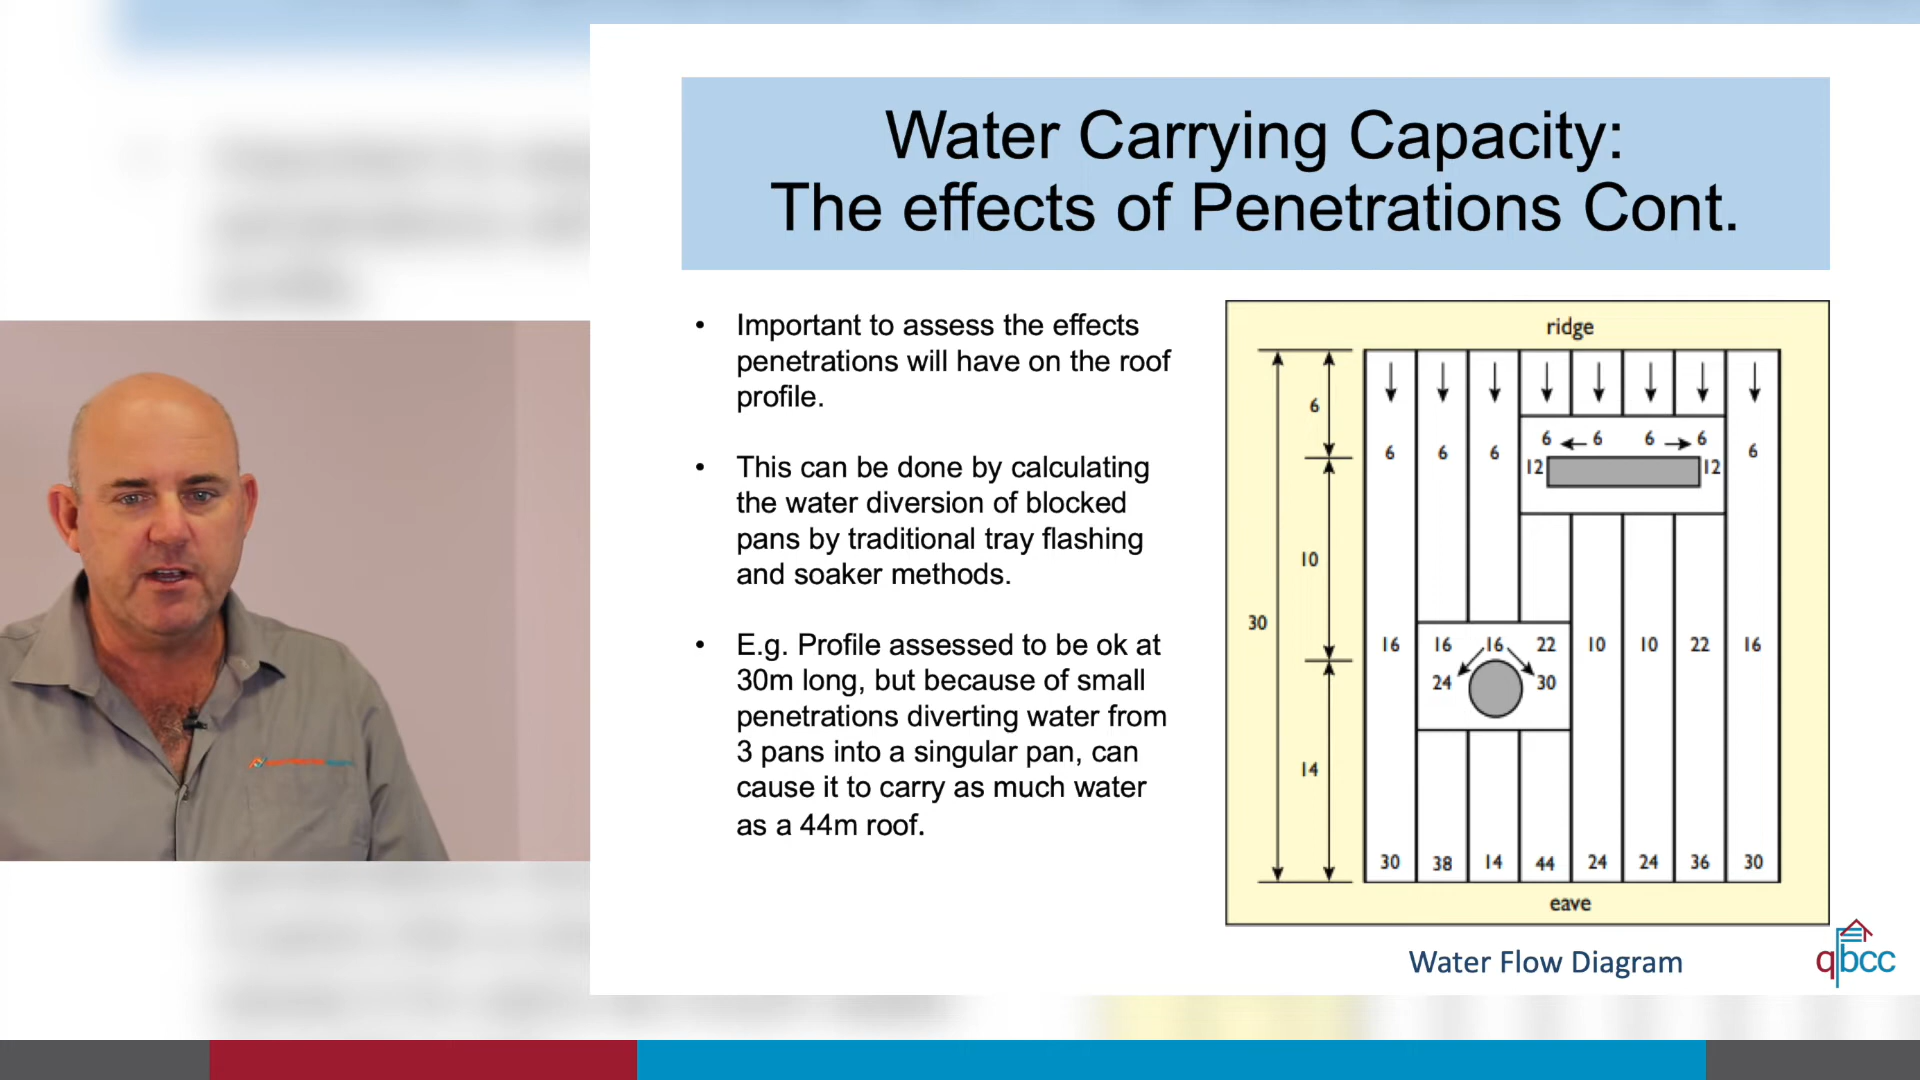 Water Carrying Capacity:
The effects of Penetrations Cont.
• Important to assess the effects
penetrations will have on the roof
profile.
• This can be done by calculating
the water diversion of blocked
pans by traditional tray flashing
and soaker methods.
• E.g. Profile assessed to be ok at
30m long, but because of small
penetrations diverting water from
3 pans into a singular pan, can
cause it to carry as much water
as a 44m roof.
ridge
6
6 6 6 6
6 6 6 6
12 12
10
30
16 16 16 22 10 10 22 16
24 30
14
30 38 14 44 24 24 36 30
eave
Water Flow Diagram
qbcc